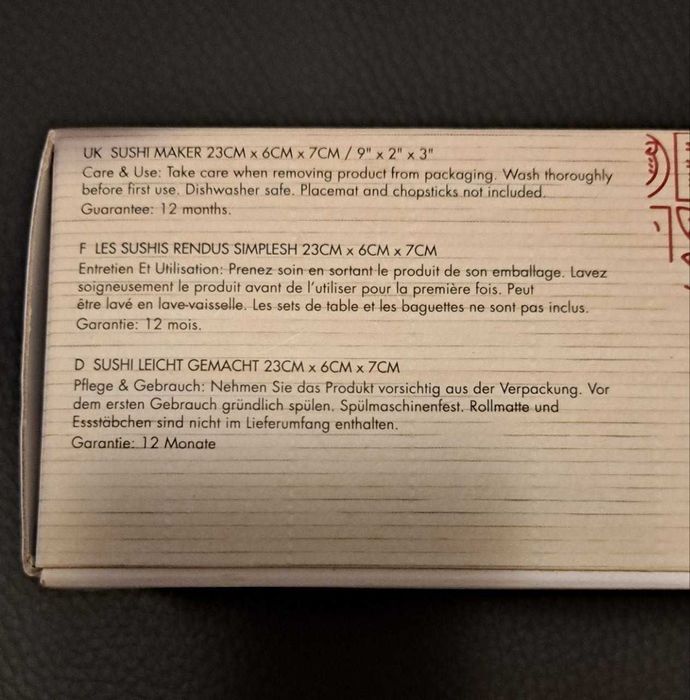 UK SUSHI MAKER 23CM x 6CM x 7CM / 9" x 2" x 3"
Care & Use: Take care when removing product from packaging. Wash thoroughly
before first use. Dishwasher safe. Placemat and chopsticks not included.
Guarantee: 12 months.
F LES SUSHIS RENDUS SIMPLESH 23CM x 6CM x 7CM
Entretien Et Utilisation: Prenez soin en sortant le produit de son emballage. Lavez
soigneusement le produit avant de l'utiliser pour la première fois. Peut
être lavé en lave-vaisselle. Les sets de table et les baguettes ne sont pas inclus.
Garantie: 12 mois.
D SUSHI LEICHT GEMACHT 23CM x 6CM x 7CM
Pflege & Gebrauch: Nehmen Sie das Produkt vorsichtig aus der Verpackung. Vor
dem ersten Gebrauch gründlich spülen. Spülmaschinenfest. Rollmatte und
Essstäbchen sind nicht im Lieferumfang enthalten.
Garantie: 12 Monate